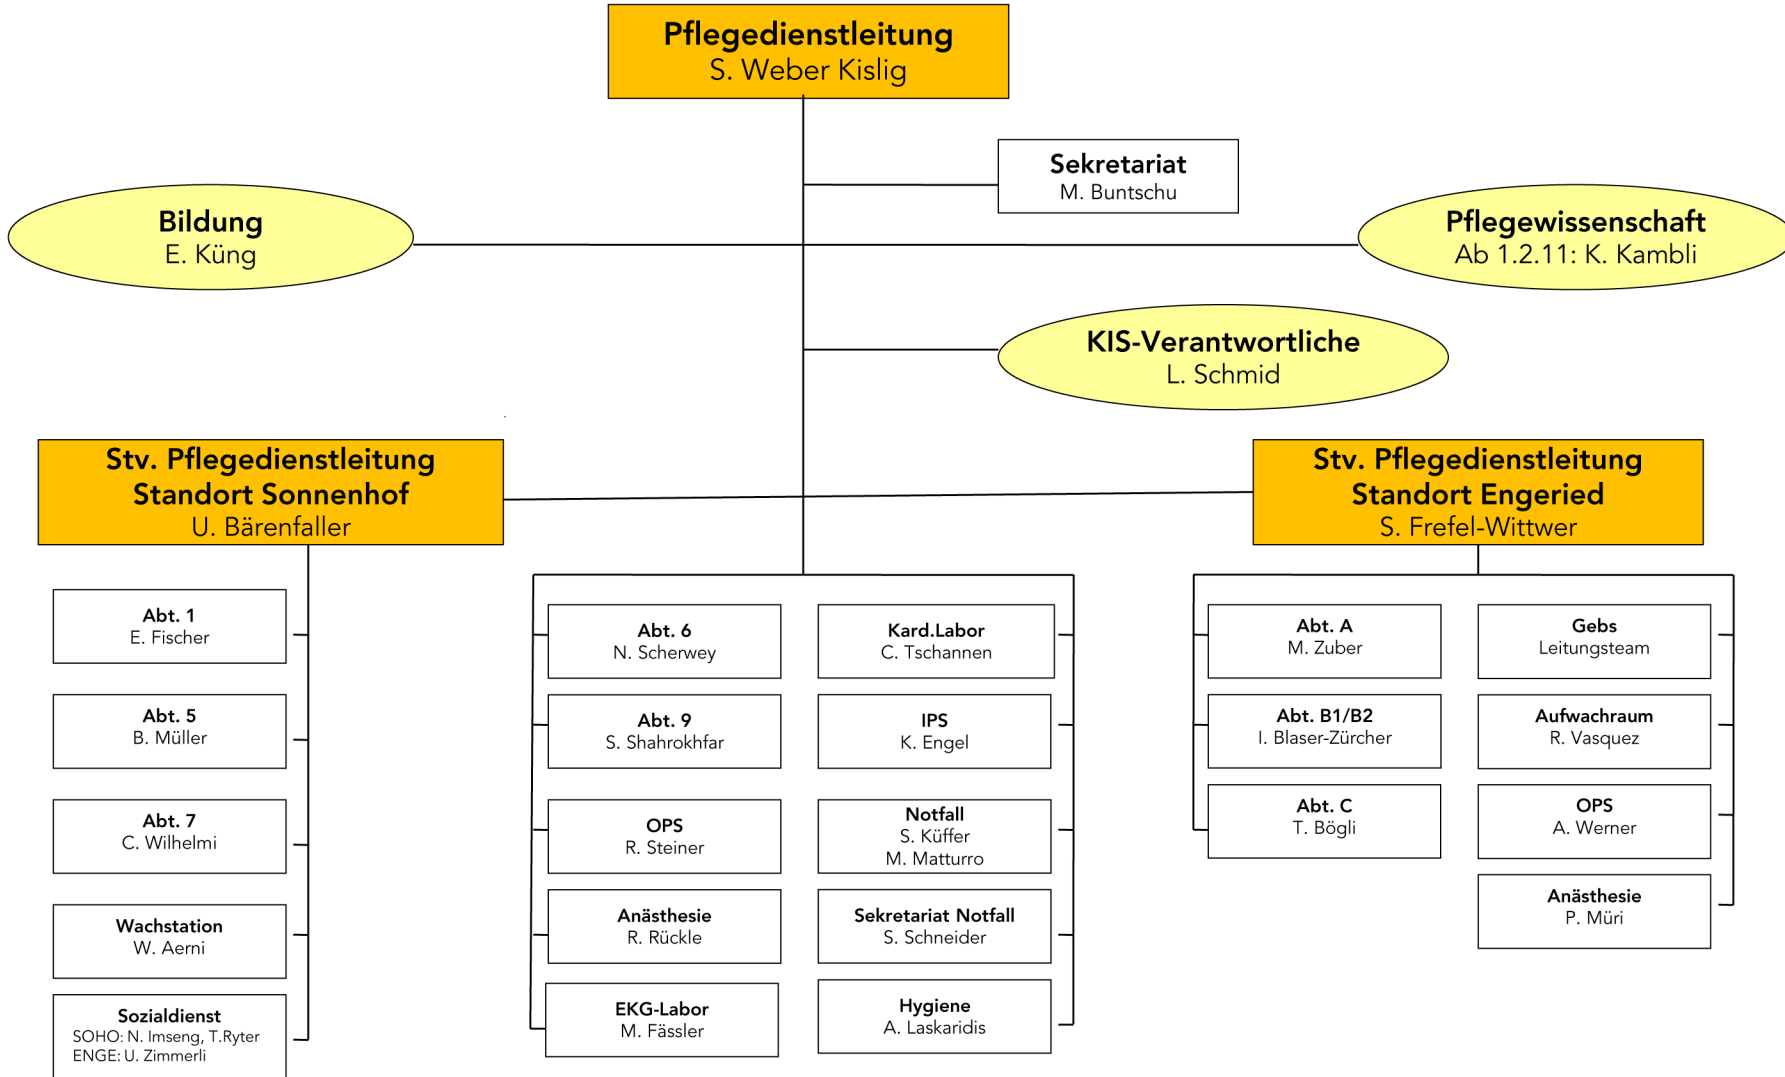 Pflegedienstleitung
S. Weber Kislig
Sekretariat
M. Buntschu
Bildung
E. Küng
Pflegewissenschaft
Ab 1.2.11: K. Kambli
KIS-Verantwortliche
L. Schmid
Stv. Pflegedienstleitung
Standort Sonnenhof
U. Bärenfaller
Stv. Pflegedienstleitung
Standort Engeried
S. Frefel-Wittwer
Abt. 1
E. Fischer
Abt. 5
B. Müller
Abt. 7
C. Wilhelmi
Wachstation
W. Aerni
Sozialdienst
SOHO: N. Imseng, T.Ryter
ENGE: U. Zimmerli
Abt. 6
N. Scherwey
Abt. 9
S. Shahrokhfar
OPS
R. Steiner
Anästhesie
R. Rückle
EKG-Labor
M. Fässler
Kard.Labor
C. Tschannen
IPS
K. Engel
Notfall
S. Küffer
M. Matturro
Sekretariat Notfall
S. Schneider
Hygiene
A. Laskaridis
Abt. A
M. Zuber
Abt. B1/B2
I. Blaser-Zürcher
Abt. C
T. Bögli
Gebs
Leitungsteam
Aufwachraum
R. Vasquez
OPS
A. Werner
Anästhesie
P. Müri